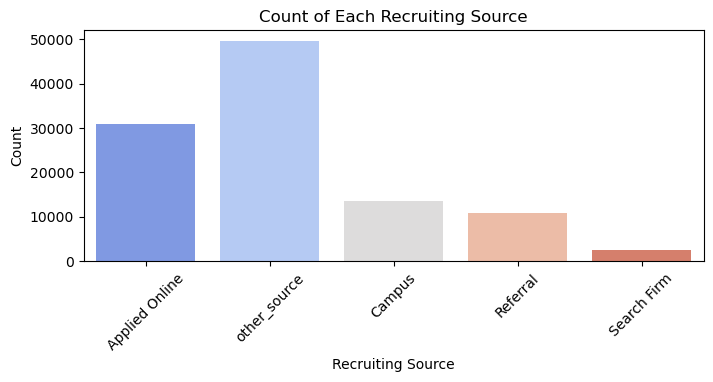 Count of Each Recruiting Source
50000
40000
30000
20000
10000
0
Count
Applied Online
other_source
Campus
Referral
Search Firm
Recruiting Source